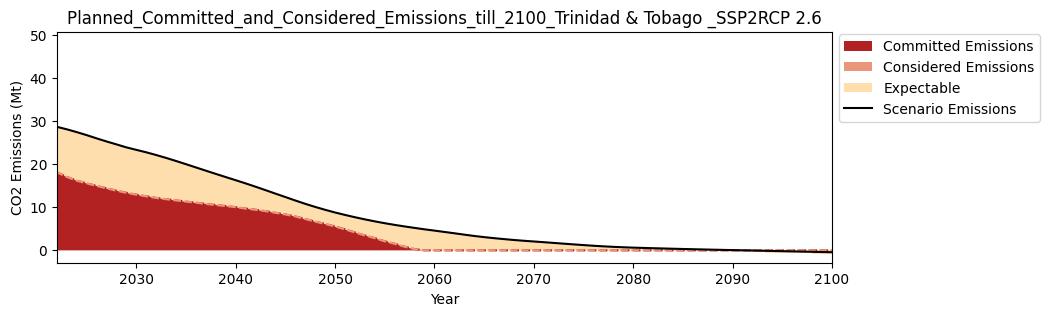 Planned_Committed_and_Considered_Emissions_till_2100_Trinidad & Tobago _SSP2RCP 2.6
50
40
30
20
10
0
CO2 Emissions (Mt)
2030
2040
2050
2060
2070
2080
2090
2100
Year
Committed Emissions
Considered Emissions
Expectable
Scenario Emissions